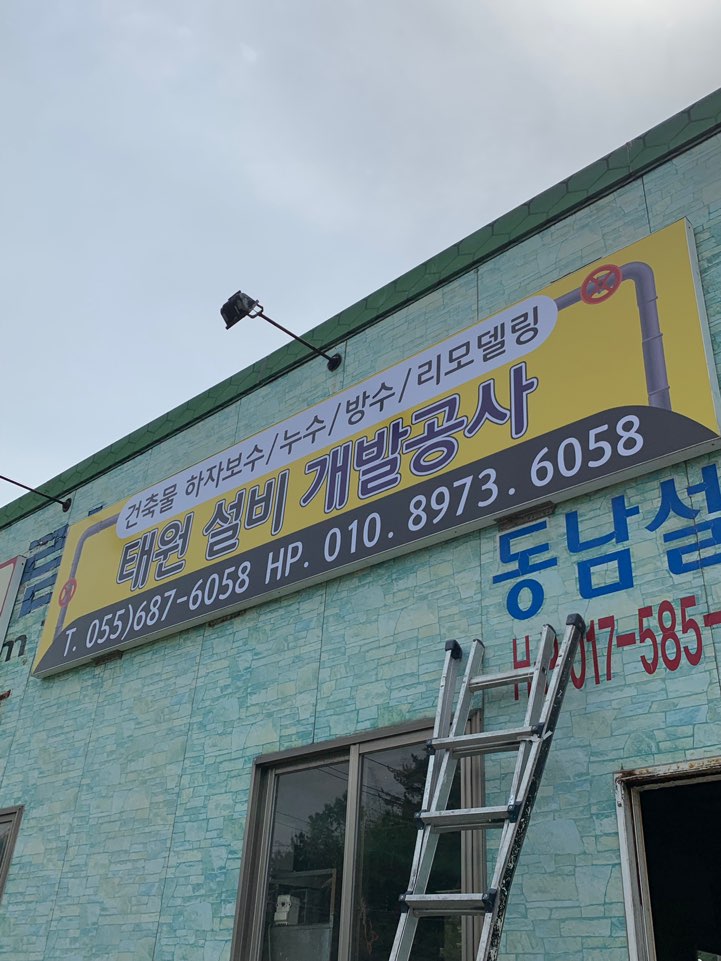 건축물 하자보수/누수/방수/리모델링
태원 설비 개발공사
T. 055)687-6058 HP. 010. 8973. 6058
동남설
017-585-
m